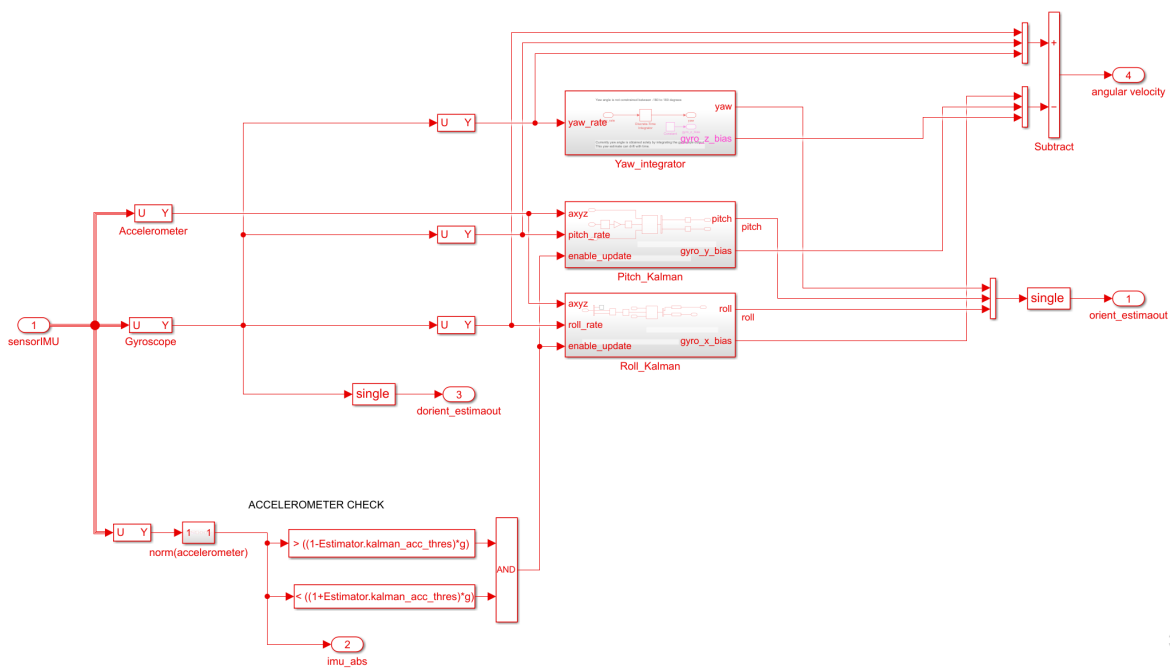 +
4
angular velocity
−
Subtract
U Y
yaw_rate
yaw
gyro_z_bias
Yaw_integrator
U Y
Accelerometer
U Y
axyz
pitch_rate
enable_update
pitch
gyro_y_bias
pitch
Pitch_Kalman
1
sensorIMU
U Y
Gyroscope
U Y
axyz
roll_rate
enable_update
roll
gyro_x_bias
roll
Roll_Kalman
single
1
orient_estimaout
single
3
dorient_estimaout
ACCELEROMETER CHECK
U Y
1 1
norm(accelerometer)
> ((1-Estimator.kalman_acc_thres)*g)
AND
< ((1+Estimator.kalman_acc_thres)*g)
2
imu_abs